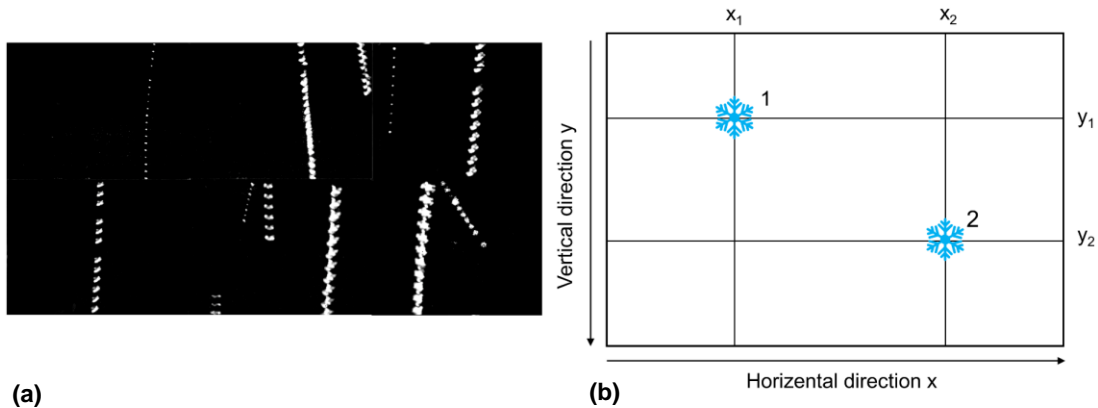 x1 x2
1
y1
2
y2
Vertical direction y
Horizental direction x
(a) (b)